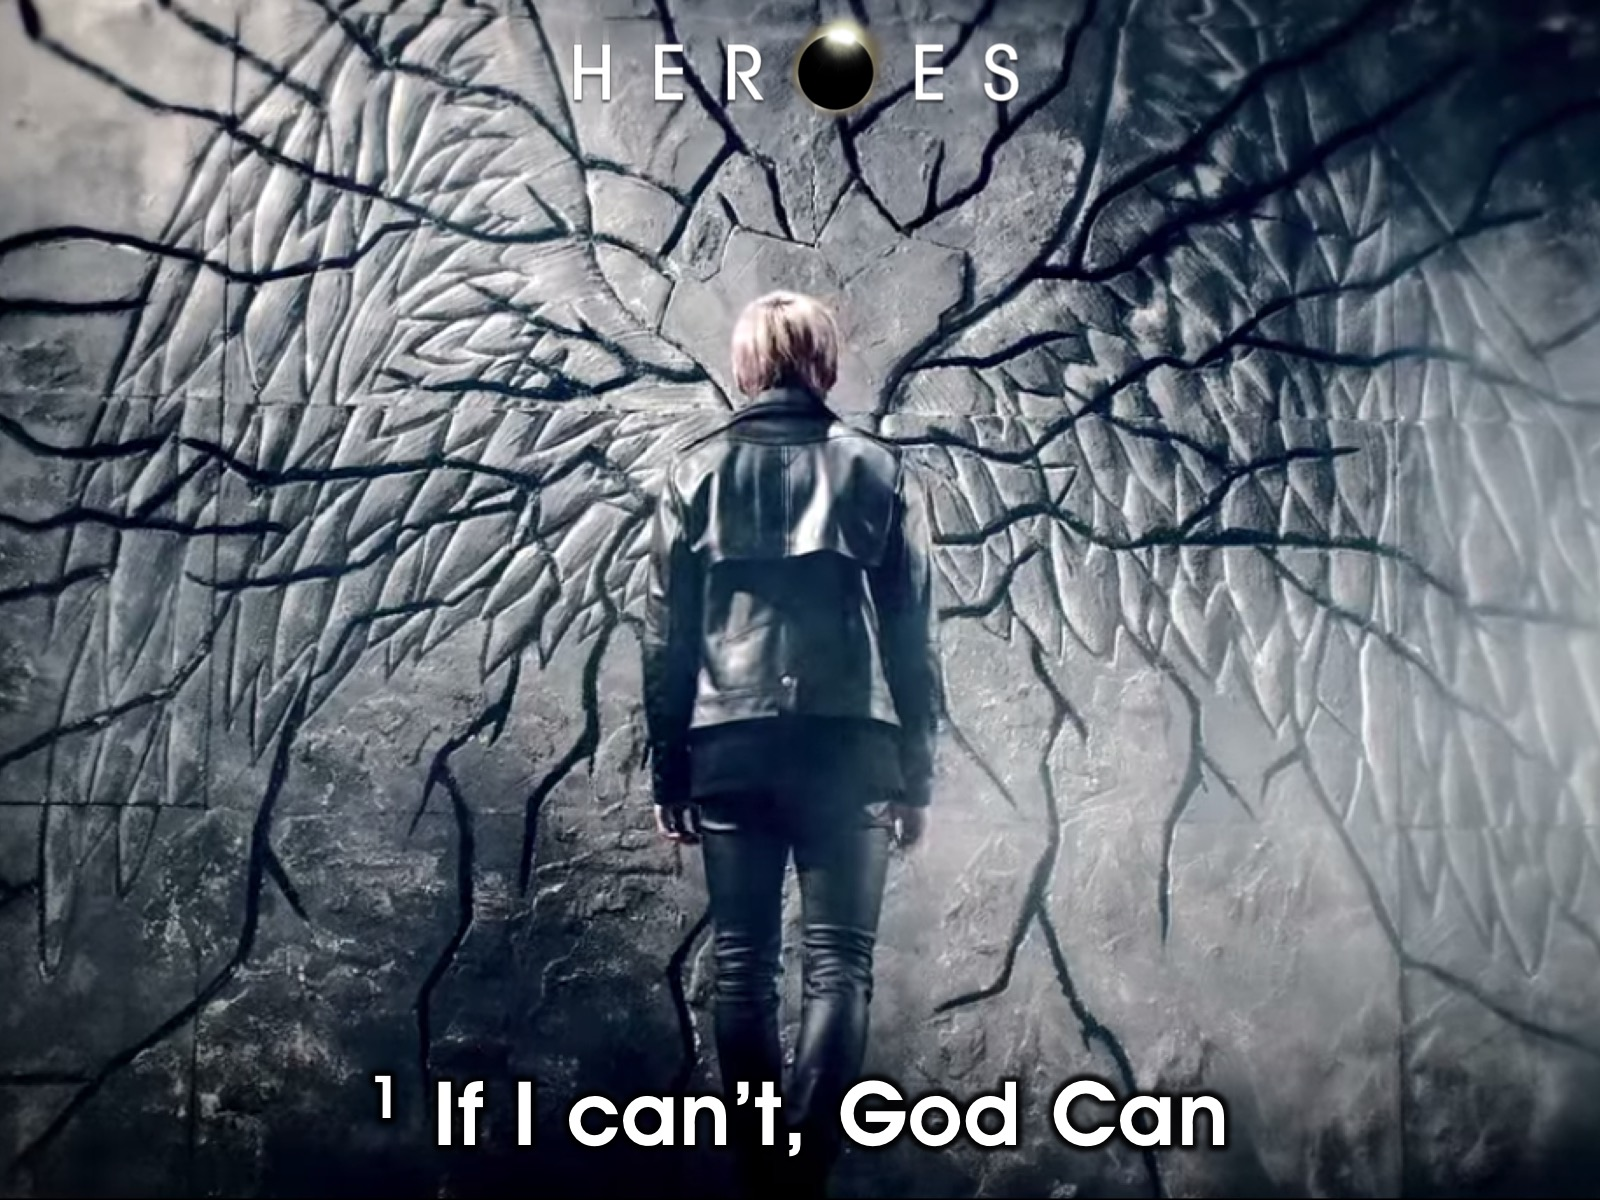 HEROES
¹ If I can’t, God Can